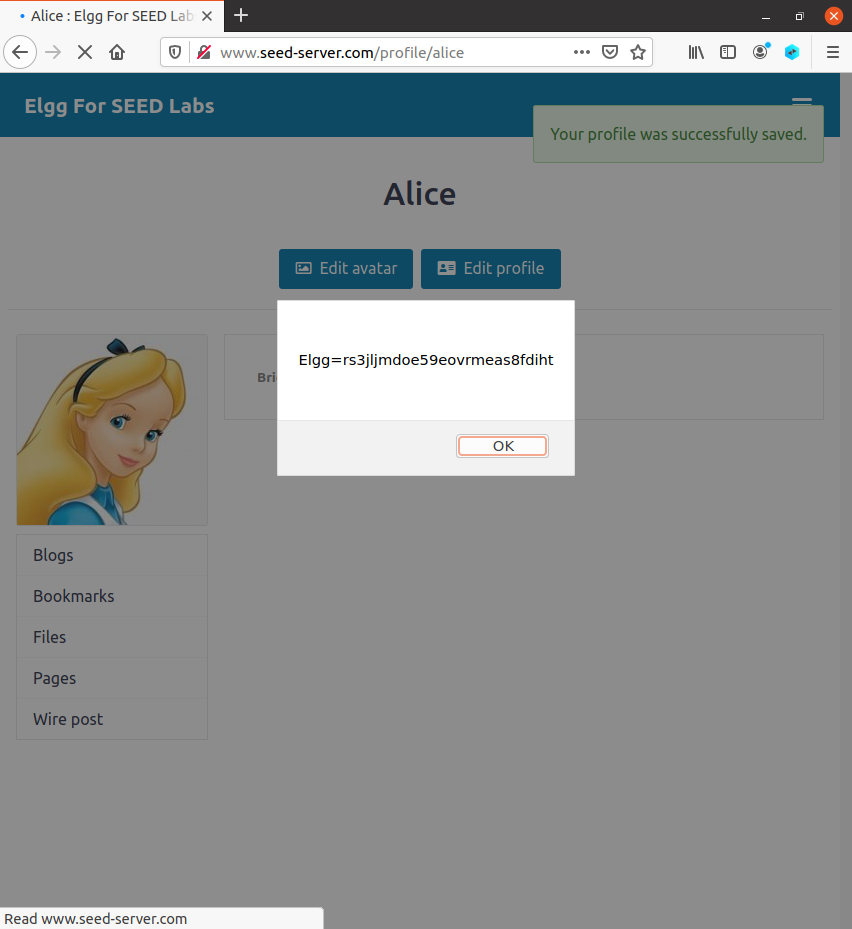 Alice : Elgg For SEED Lab
www.seed-server.com/profile/alice
Elgg For SEED Labs
Your profile was successfully saved.
Alice
Edit avatar
Edit profile
Elgg=rs3jljmdoe59eovrmeas8fdiht
OK
Blogs
Bookmarks
Files
Pages
Wire post
Read www.seed-server.com